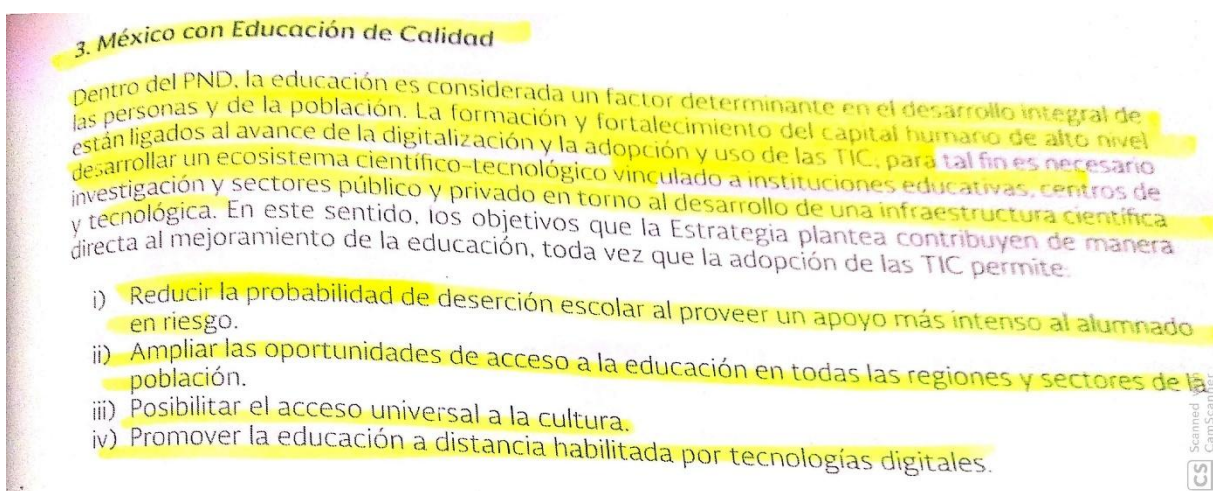 3. México con Educación de Calidad
Dentro del PND, la educación es considerada un factor determinante en el desarrollo integral de
las personas y de la población. La formación y fortalecimiento del capital humano de alto nivel
están ligados al avance de la digitalización y la adopción y uso de las TIC; para tal fin es necesario
desarrollar un ecosistema científico-tecnológico vinculado a instituciones educativas, centros de
investigación y sectores público y privado en torno al desarrollo de una infraestructura científica
y tecnológica. En este sentido, los objetivos que la Estrategia plantea contribuyen de manera
directa al mejoramiento de la educación, toda vez que la adopción de las TIC permite:
i) Reducir la probabilidad de deserción escolar al proveer un apoyo más intenso al alumnado
en riesgo.
ii) Ampliar las oportunidades de acceso a la educación en todas las regiones y sectores de la
población.
iii) Posibilitar el acceso universal a la cultura.
iv) Promover la educación a distancia habilitada por tecnologías digitales.
CS
Scanned with
CamScanner